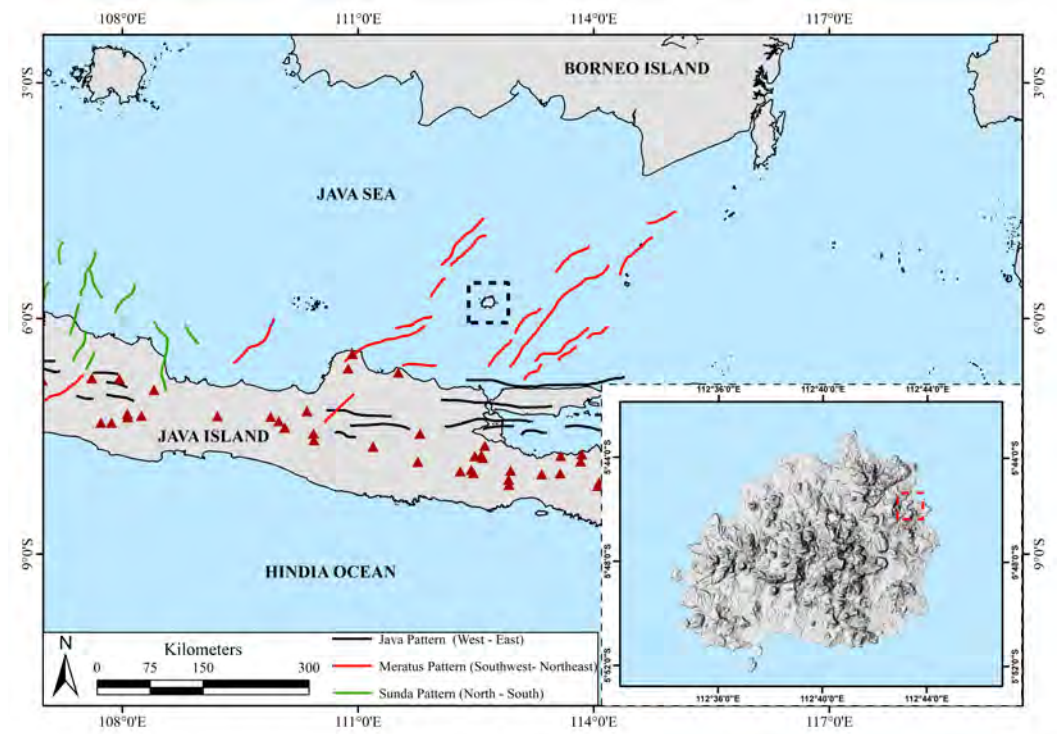 108°0'E 111°0'E 114°0'E 117°0'E
3°0'S
3°0'S
BORNEO ISLAND
JAVA SEA
6°0'S
6°0'S
JAVA ISLAND
9°0'S
9°0'S
HINDIA OCEAN
112°36'0"E 112°40'0"E 112°44'0"E
5°44'0"S
5°44'0"S
5°48'0"S
5°48'0"S
5°52'0"S
5°52'0"S
112°36'0"E 112°40'0"E 112°44'0"E
N
Kilometers
0 75 150 300
Java Pattern (West - East)
Meratus Pattern (Southwest- Northeast)
Sunda Pattern (North - South)
108°0'E 111°0'E 114°0'E 117°0'E